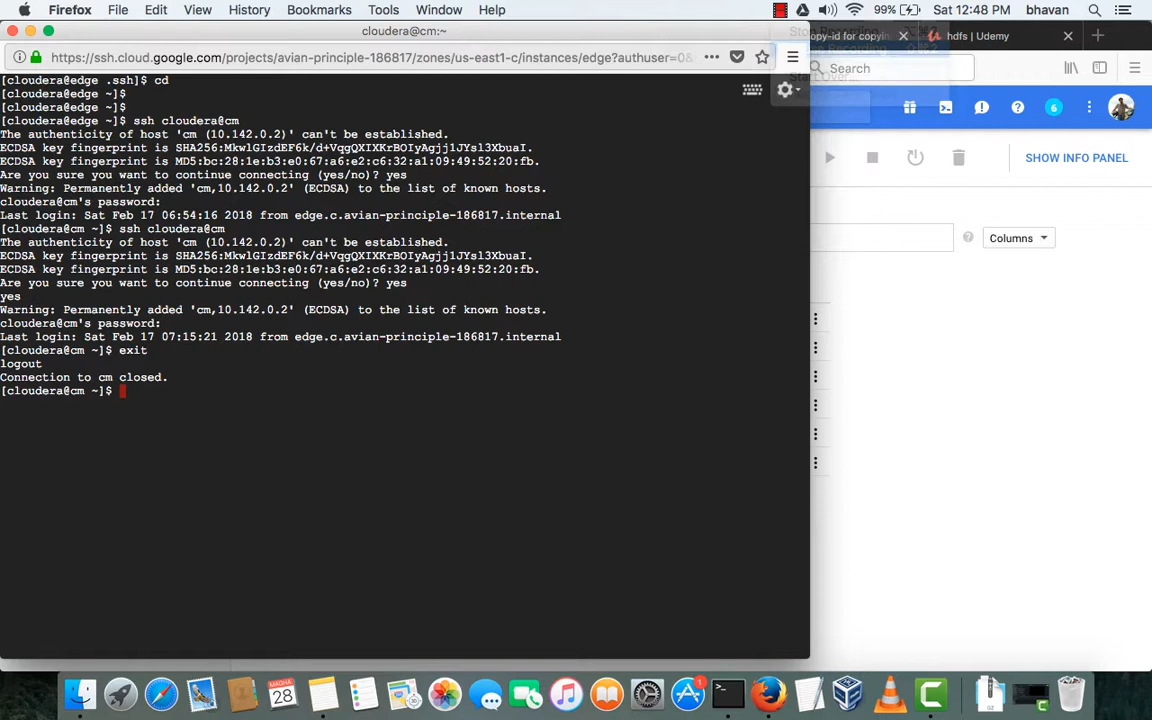 Firefox File Edit View History Bookmarks Tools Window Help 99% Sat 12:48 PM bhavan
cloudera@cm:~
opy-id for copyin hdfs | Udemy
https://ssh.cloud.google.com/projects/avian-principle-186817/zones/us-east1-c/instances/edge?authuser=0&
Search
[cloudera@edge .ssh]$ cd
[cloudera@edge ~]$
[cloudera@edge ~]$
[cloudera@edge ~]$ ssh cloudera@cm
The authenticity of host 'cm (10.142.0.2)' can't be established.
ECDSA key fingerprint is SHA256:MkwlGIzdEF6k/d+VqgQXIXKrBOIyAgjj1JYsl3XbuaI.
ECDSA key fingerprint is MD5:bc:28:1e:b3:e0:67:a6:e2:c6:32:a1:09:49:52:20:fb.
Are you sure you want to continue connecting (yes/no)? yes
Warning: Permanently added 'cm,10.142.0.2' (ECDSA) to the list of known hosts.
cloudera@cm's password:
Last login: Sat Feb 17 06:54:16 2018 from edge.c.avian-principle-186817.internal
[cloudera@cm ~]$ ssh cloudera@cm
The authenticity of host 'cm (10.142.0.2)' can't be established.
ECDSA key fingerprint is SHA256:MkwlGIzdEF6k/d+VqgQXIXKrBOIyAgjj1JYsl3XbuaI.
ECDSA key fingerprint is MD5:bc:28:1e:b3:e0:67:a6:e2:c6:32:a1:09:49:52:20:fb.
Are you sure you want to continue connecting (yes/no)? yes
yes
Warning: Permanently added 'cm,10.142.0.2' (ECDSA) to the list of known hosts.
cloudera@cm's password:
Last login: Sat Feb 17 07:15:21 2018 from edge.c.avian-principle-186817.internal
[cloudera@cm ~]$ exit
logout
Connection to cm closed.
[cloudera@cm ~]$
6
SHOW INFO PANEL
Columns
MAGHA
28
1